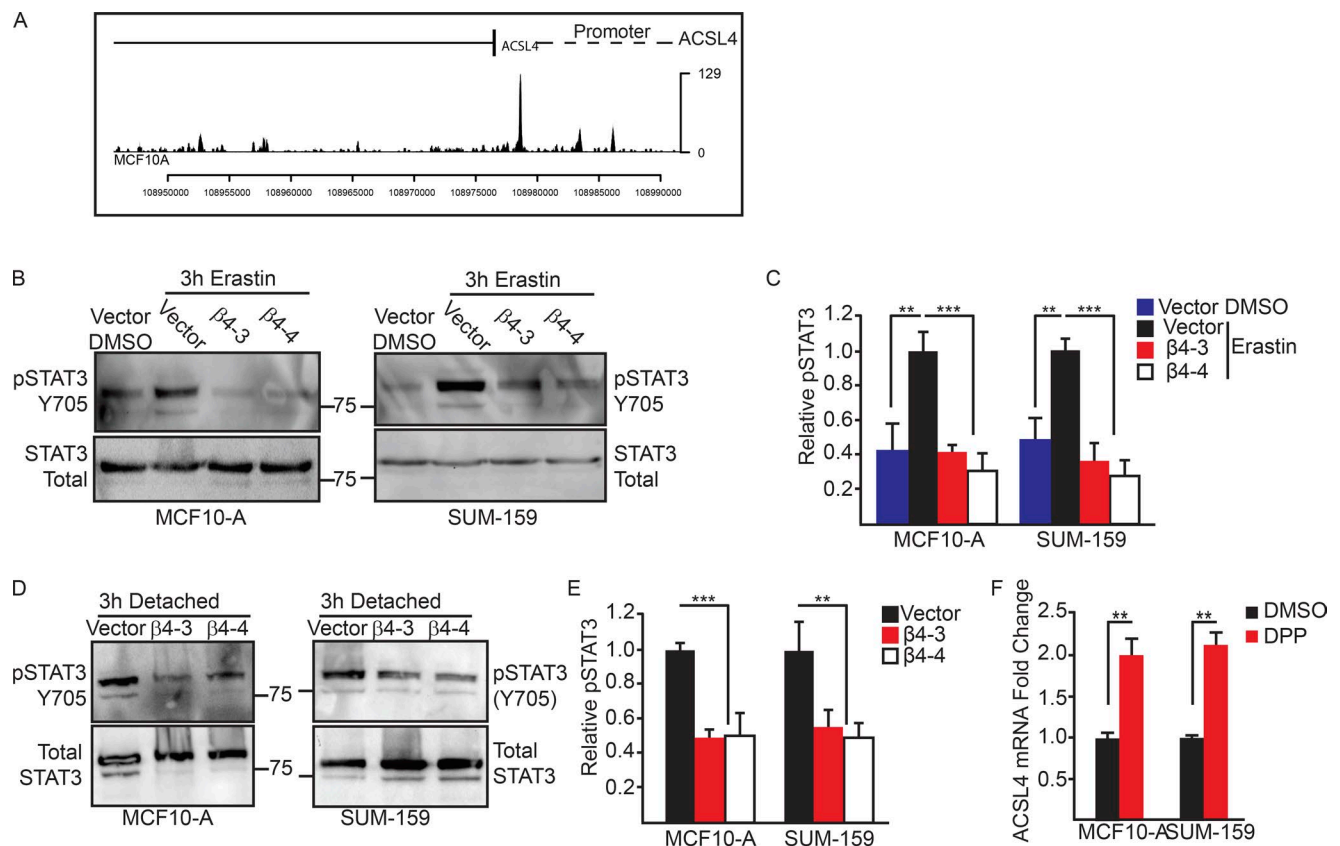 A
ACSL4 Promoter ACSL4
129
0
MCF10A
108950000 108955000 108960000 108965000 108970000 108975000 108980000 108985000 108990000
B
3h Erastin
Vector DMSO
Vector
β4-3
β4-4
pSTAT3 Y705
75
STAT3 Total
75
MCF10-A
3h Erastin
Vector DMSO
Vector
β4-3
β4-4
pSTAT3 Y705
STAT3 Total
SUM-159
C
Relative pSTAT3
1.2
1.0
0.8
0.6
0.4
0.2
** *** ** ***
MCF10-A SUM-159
Vector DMSO
Vector
β4-3
β4-4
Erastin
D
3h Detached
Vector β4-3 β4-4
pSTAT3 Y705
75
Total STAT3
75
MCF10-A
3h Detached
Vector β4-3 β4-4
pSTAT3 (Y705)
Total STAT3
SUM-159
E
Relative pSTAT3
1.2
1.0
0.8
0.6
0.4
0.2
*** **
MCF10-A SUM-159
Vector
β4-3
β4-4
F
ACSL4 mRNA Fold Change
2.5
2.0
1.0
0.5
** **
MCF10-A SUM-159
DMSO
DPP